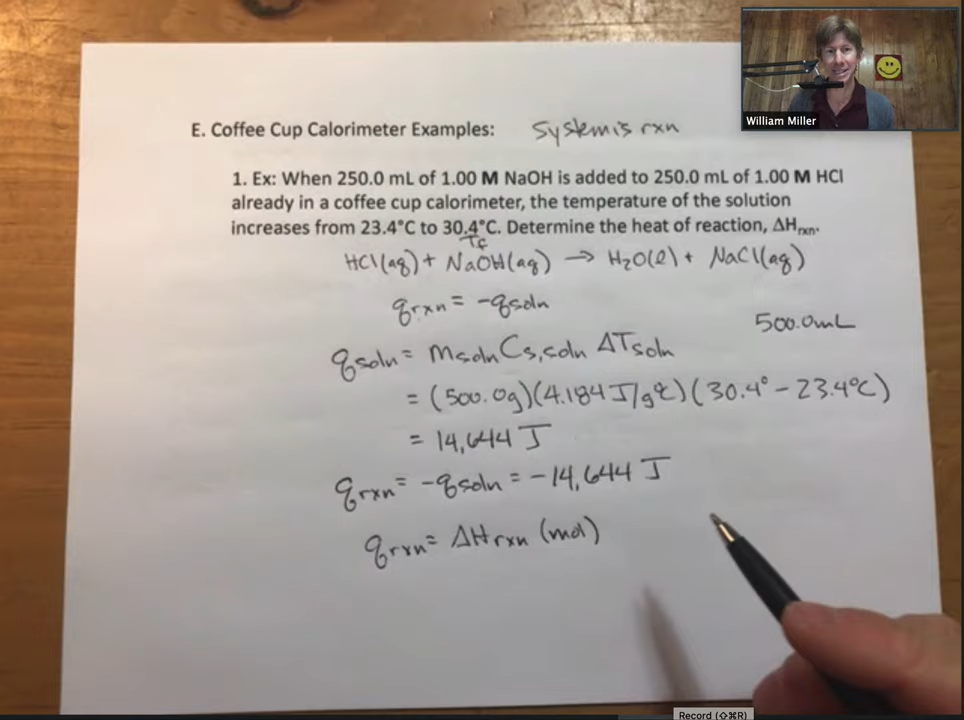 William Miller
E. Coffee Cup Calorimeter Examples: System is rxn
1. Ex: When 250.0 mL of 1.00 M NaOH is added to 250.0 mL of 1.00 M HCl
already in a coffee cup calorimeter, the temperature of the solution
increases from 23.4°C to 30.4°C. Determine the heat of reaction, ΔHrxn.
Tf
HCl(aq) + NaOH(aq) → H2O(l) + NaCl(aq)
qrxn = -qsoln
500.0mL
qsoln = msoln Cs,soln ΔTsoln
= (500.0g)(4.184 J/g°C)(30.4° - 23.4°C)
= 14,644 J
qrxn = -qsoln = -14,644 J
qrxn = ΔHrxn (mol)
Record (⇧⌘R)